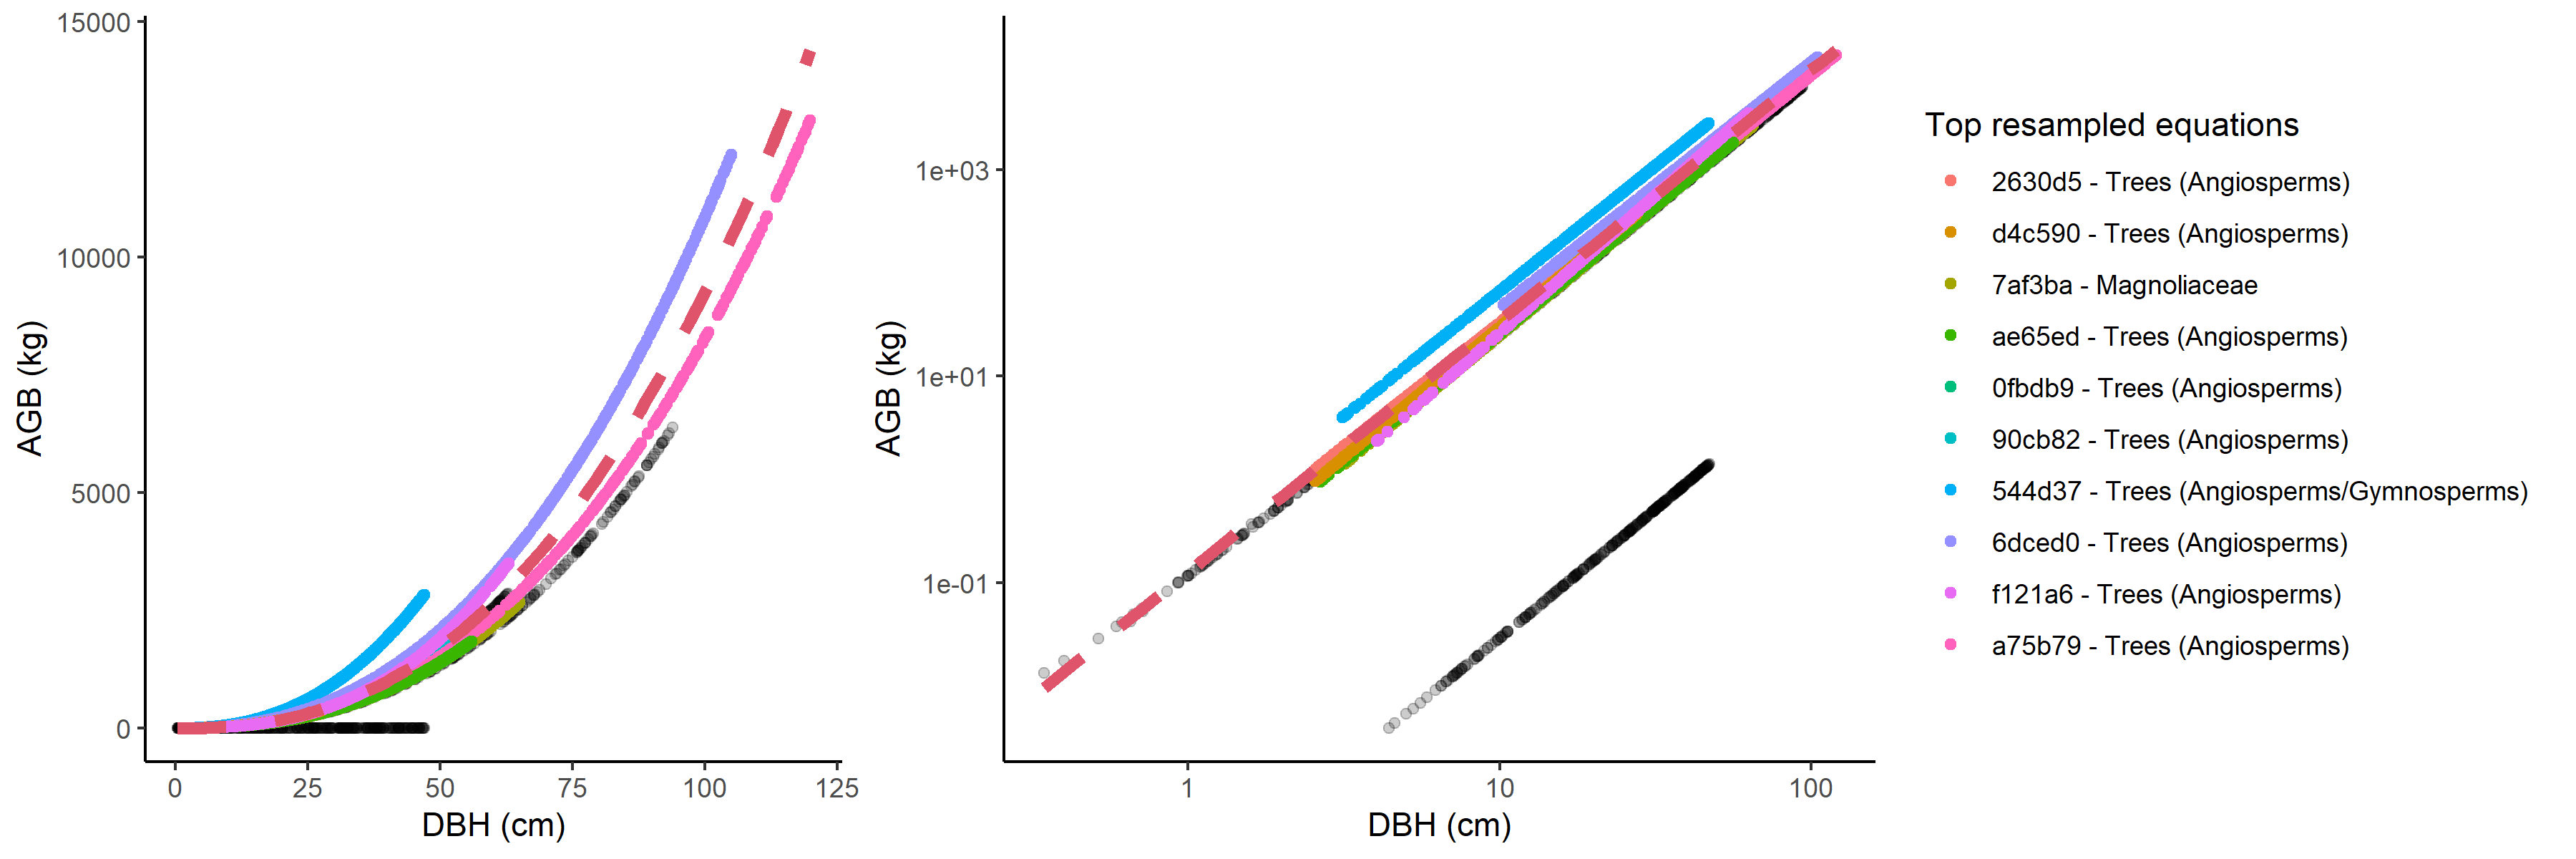 15000
10000
5000
0
AGB (kg)
0 25 50 75 100 125
DBH (cm)
1e+03
1e+01
1e-01
AGB (kg)
1 10 100
DBH (cm)
Top resampled equations
2630d5 - Trees (Angiosperms)
d4c590 - Trees (Angiosperms)
7af3ba - Magnoliaceae
ae65ed - Trees (Angiosperms)
0fbdb9 - Trees (Angiosperms)
90cb82 - Trees (Angiosperms)
544d37 - Trees (Angiosperms/Gymnosperms)
6dced0 - Trees (Angiosperms)
f121a6 - Trees (Angiosperms)
a75b79 - Trees (Angiosperms)